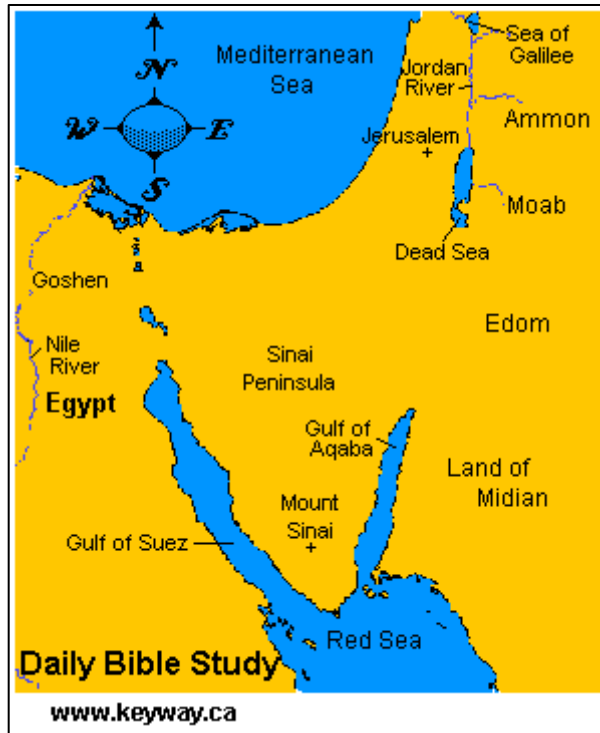 N
W
E
S
Mediterranean
Sea
Sea of
Galilee
Jordan
River
Jerusalem
Ammon
Moab
Dead Sea
Goshen
Edom
Nile
River
Sinai
Peninsula
Egypt
Gulf of
Aqaba
Land of
Midian
Mount
Sinai
Gulf of Suez
Red Sea
Daily Bible Study
www.keyway.ca